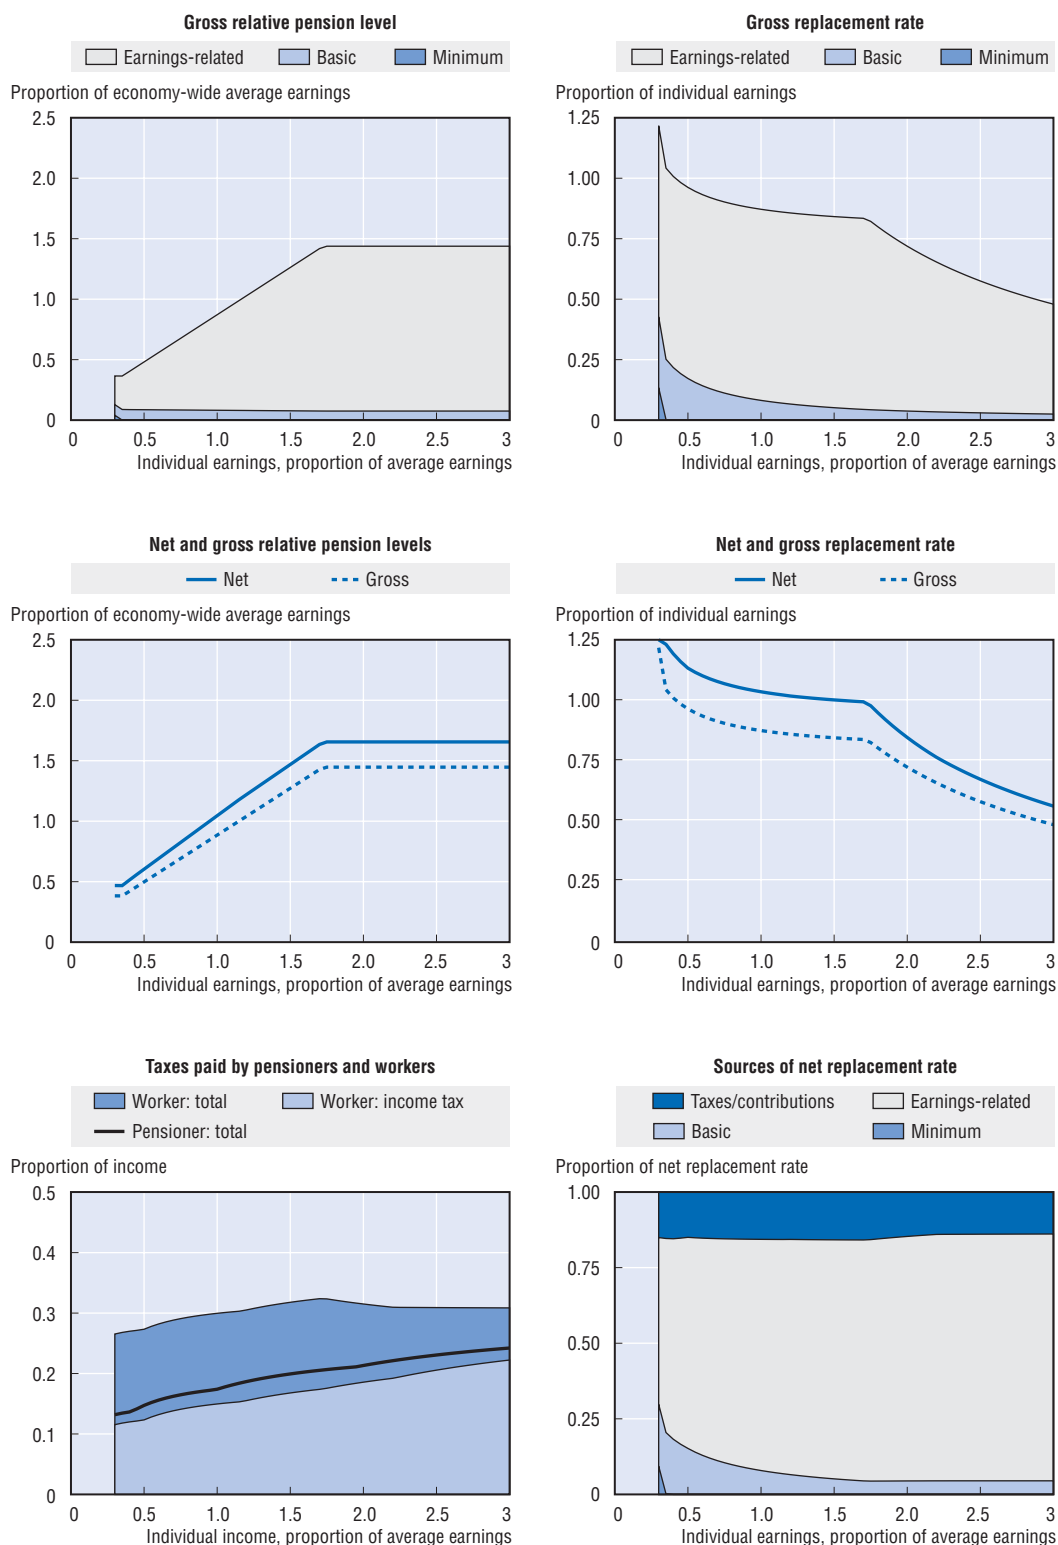 Gross relative pension level
Earnings-related Basic Minimum
Proportion of economy-wide average earnings
2.5
2.0
1.5
1.0
0.5
0
0 0.5 1.0 1.5 2.0 2.5 3
Individual earnings, proportion of average earnings
Gross replacement rate
Earnings-related Basic Minimum
Proportion of individual earnings
1.25
1.00
0.75
0.50
0.25
0
0 0.5 1.0 1.5 2.0 2.5 3
Individual earnings, proportion of average earnings
Net and gross relative pension levels
Net Gross
Proportion of economy-wide average earnings
2.5
2.0
1.5
1.0
0.5
0
0 0.5 1.0 1.5 2.0 2.5 3
Individual earnings, proportion of average earnings
Net and gross replacement rate
Net Gross
Proportion of individual earnings
1.25
1.00
0.75
0.50
0.25
0
0 0.5 1.0 1.5 2.0 2.5 3
Individual earnings, proportion of average earnings
Taxes paid by pensioners and workers
Worker: total Worker: income tax
Pensioner: total
Proportion of income
0.5
0.4
0.3
0.2
0.1
0
0 0.5 1.0 1.5 2.0 2.5 3
Individual income, proportion of average earnings
Sources of net replacement rate
Taxes/contributions Earnings-related
Basic Minimum
Proportion of net replacement rate
1.00
0.75
0.50
0.25
0
0 0.5 1.0 1.5 2.0 2.5 3
Individual earnings, proportion of average earnings